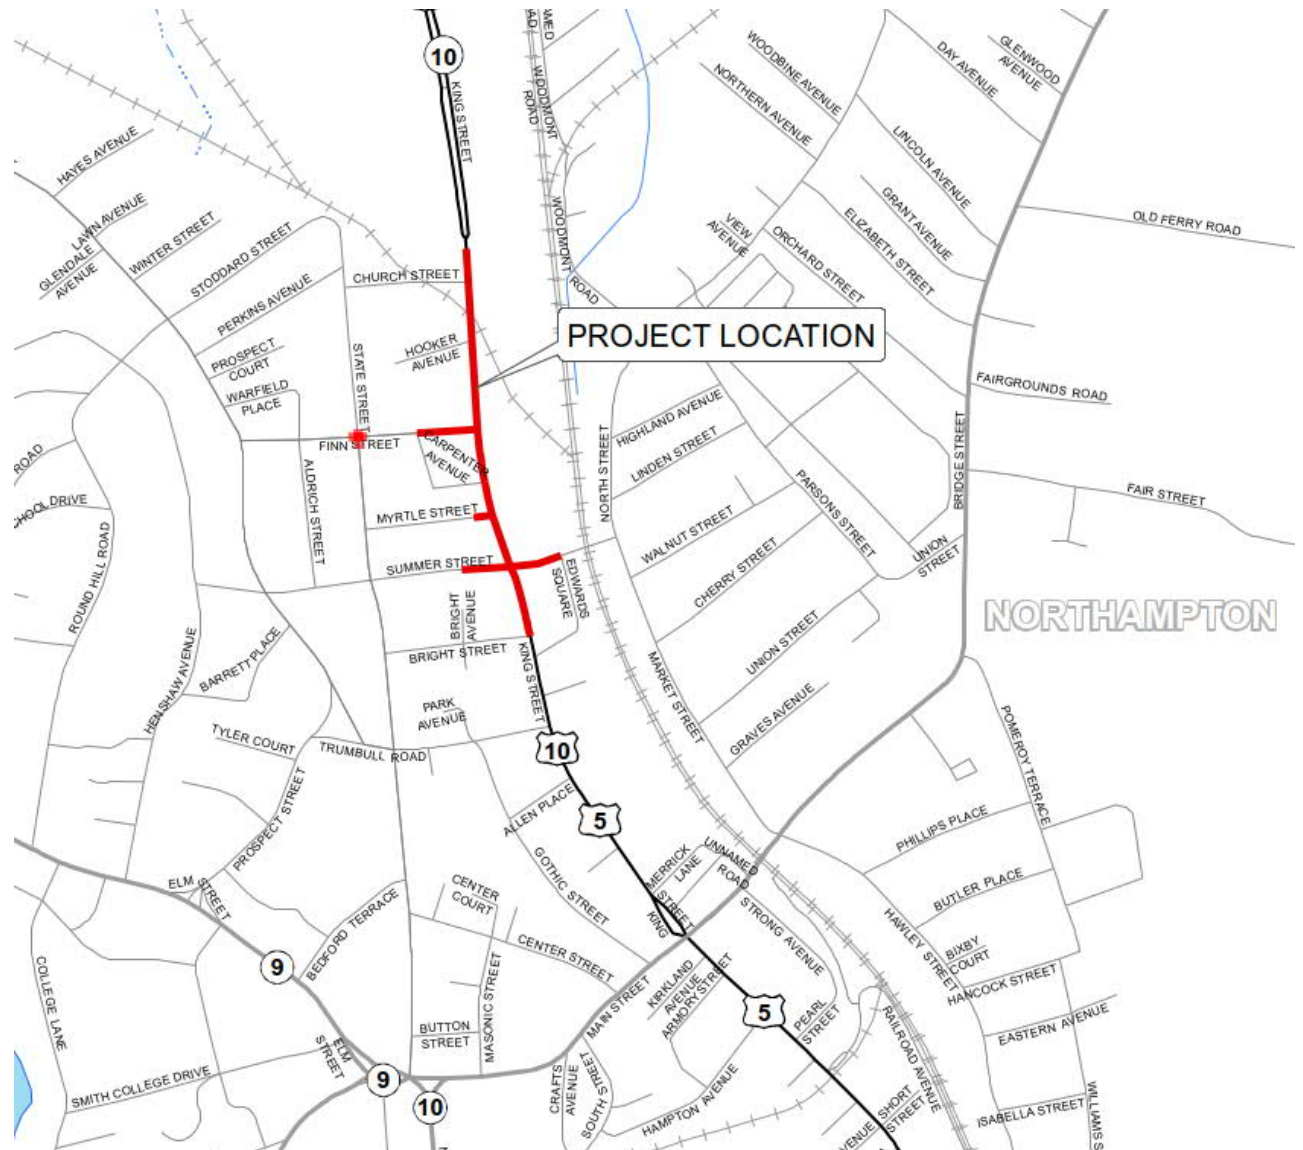 10
KING STREET
WOODMONT
ROAD
WOODBINE AVENUE
NORTHERN AVENUE
DAY AVENUE
GLENWOOD
AVENUE
LINCOLN AVENUE
GRANT AVENUE
ELIZABETH STREET
OLD FERRY ROAD
HAYES AVENUE
LAWN AVENUE
GLENDALE
AVENUE
WINTER STREET
STODDARD STREET
PERKINS AVENUE
CHURCH STREET
WOODMONT ROAD
VIEW
AVENUE
ORCHARD STREET
PROJECT LOCATION
HOOKER
AVENUE
PROSPECT
COURT
WARFIELD
PLACE
STATE STREET
FINN STREET
CARPENTER
AVENUE
HIGHLAND AVENUE
LINDEN STREET
NORTH STREET
FAIRGROUNDS ROAD
BRIDGE STREET
FAIR STREET
ROAD
ROUND HILL ROAD
ALDRICH STREET
MYRTLE STREET
SUMMER STREET
EDWARDS
SQUARE
WALNUT STREET
CHERRY STREET
PARSONS STREET
UNION
STREET
NORTHAMPTON
BRIGHT
AVENUE
BRIGHT STREET
KING STREET
MARKET STREET
UNION STREET
GRAVES AVENUE
HENSHAW AVENUE
BARRETT PLACE
PARK
AVENUE
TYLER COURT
TRUMBULL ROAD
10
5
POMEROY TERRACE
PROSPECT STREET
ALLEN PLACE
GOTHIC STREET
MERRICK
LANE
UNNAMED
ROAD
KING
STREET
PHILLIPS PLACE
BUTLER PLACE
ELM
STREET
BEDFORD TERRACE
CENTER
COURT
CENTER STREET
STRONG AVENUE
HAWLEY STREET
BIXBY
COURT
HANCOCK STREET
9
COLLEGE LANE
MASONIC STREET
MAIN STREET
KIRKLAND
AVENUE
ARMORY STREET
5
PEARL
STREET
RAILROAD AVENUE
EASTERN AVENUE
BUTTON
STREET
ELM
STREET
9
10
SMITH COLLEGE DRIVE
CRAFTS
AVENUE
SOUTH STREET
HAMPTON AVENUE
SHORT
STREET
ISABELLA STREET